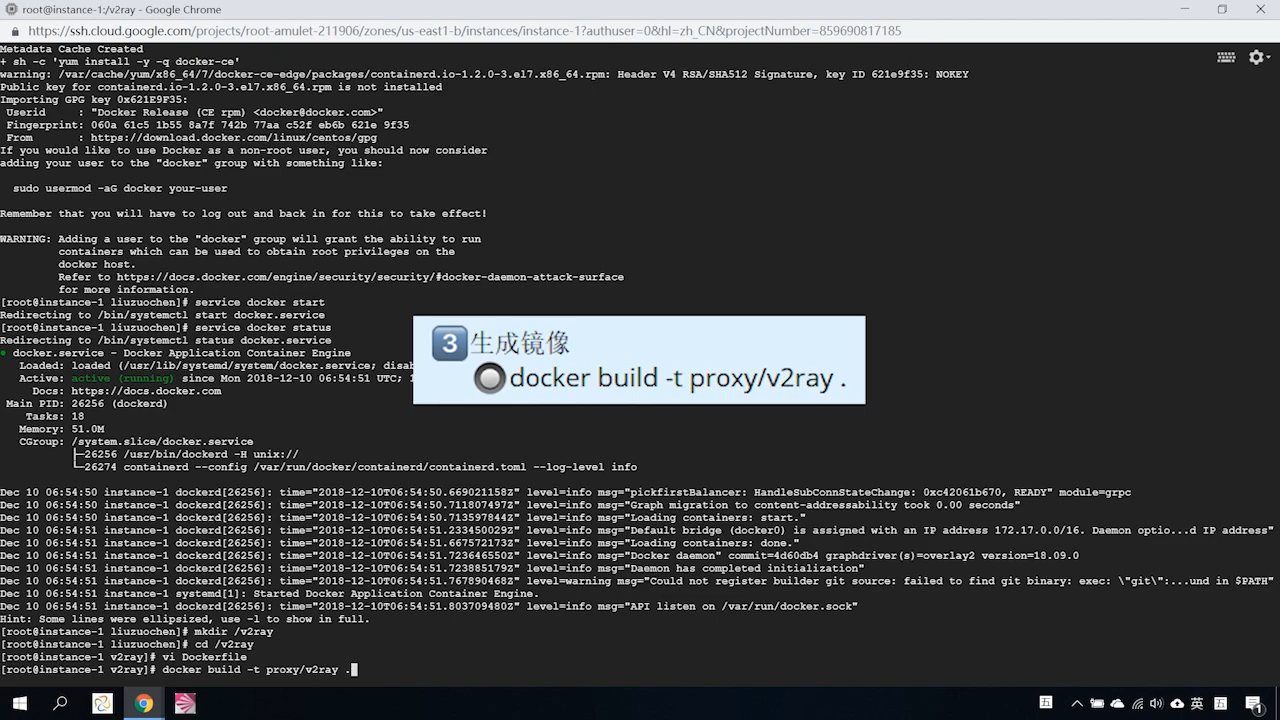 root@instance-1:/v2ray - Google Chrome
https://ssh.cloud.google.com/projects/root-amulet-211906/zones/us-east1-b/instances/instance-1?authuser=0&hl=zh_CN&projectNumber=859690817185
Metadata Cache Created
+ sh -c 'yum install -y -q docker-ce'
warning: /var/cache/yum/x86_64/7/docker-ce-edge/packages/containerd.io-1.2.0-3.el7.x86_64.rpm: Header V4 RSA/SHA512 Signature, key ID 621e9f35: NOKEY
Public key for containerd.io-1.2.0-3.el7.x86_64.rpm is not installed
Importing GPG key 0x621E9F35:
Userid     : "Docker Release (CE rpm) <docker@docker.com>"
Fingerprint: 060a 61c5 1b55 8a7f 742b 77aa c52f eb6b 621e 9f35
From       : https://download.docker.com/linux/centos/gpg
If you would like to use Docker as a non-root user, you should now consider
adding your user to the "docker" group with something like:
sudo usermod -aG docker your-user
Remember that you will have to log out and back in for this to take effect!
WARNING: Adding a user to the "docker" group will grant the ability to run
containers which can be used to obtain root privileges on the
docker host.
Refer to https://docs.docker.com/engine/security/security/#docker-daemon-attack-surface
for more information.
[root@instance-1 liuzuochen]# service docker start
Redirecting to /bin/systemctl start docker.service
[root@instance-1 liuzuochen]# service docker status
Redirecting to /bin/systemctl status docker.service
● docker.service - Docker Application Container Engine
Loaded: loaded (/usr/lib/systemd/system/docker.service; disab
Active: active (running) since Mon 2018-12-10 06:54:51 UTC; 1
Docs: https://docs.docker.com
Main PID: 26256 (dockerd)
Tasks: 18
Memory: 51.0M
CGroup: /system.slice/docker.service
├─26256 /usr/bin/dockerd -H unix://
└─26274 containerd --config /var/run/docker/containerd/containerd.toml --log-level info
3 生成镜像
docker build -t proxy/v2ray .
Dec 10 06:54:50 instance-1 dockerd[26256]: time="2018-12-10T06:54:50.669021158Z" level=info msg="pickfirstBalancer: HandleSubConnStateChange: 0xc42061b670, READY" module=grpc
Dec 10 06:54:50 instance-1 dockerd[26256]: time="2018-12-10T06:54:50.711807497Z" level=info msg="Graph migration to content-addressability took 0.00 seconds"
Dec 10 06:54:50 instance-1 dockerd[26256]: time="2018-12-10T06:54:50.713597844Z" level=info msg="Loading containers: start."
Dec 10 06:54:51 instance-1 dockerd[26256]: time="2018-12-10T06:54:51.233450029Z" level=info msg="Default bridge (docker0) is assigned with an IP address 172.17.0.0/16. Daemon optio...d IP address"
Dec 10 06:54:51 instance-1 dockerd[26256]: time="2018-12-10T06:54:51.667572173Z" level=info msg="Loading containers: done."
Dec 10 06:54:51 instance-1 dockerd[26256]: time="2018-12-10T06:54:51.723646550Z" level=info msg="Docker daemon" commit=4d60db4 graphdriver(s)=overlay2 version=18.09.0
Dec 10 06:54:51 instance-1 dockerd[26256]: time="2018-12-10T06:54:51.723885179Z" level=info msg="Daemon has completed initialization"
Dec 10 06:54:51 instance-1 dockerd[26256]: time="2018-12-10T06:54:51.767890468Z" level=warning msg="Could not register builder git source: failed to find git binary: exec: \"git\":...und in $PATH"
Dec 10 06:54:51 instance-1 systemd[1]: Started Docker Application Container Engine.
Dec 10 06:54:51 instance-1 dockerd[26256]: time="2018-12-10T06:54:51.803709480Z" level=info msg="API listen on /var/run/docker.sock"
Hint: Some lines were ellipsized, use -l to show in full.
[root@instance-1 liuzuochen]# mkdir /v2ray
[root@instance-1 liuzuochen]# cd /v2ray
[root@instance-1 v2ray]# vi Dockerfile
[root@instance-1 v2ray]# docker build -t proxy/v2ray .
五 英 五 1